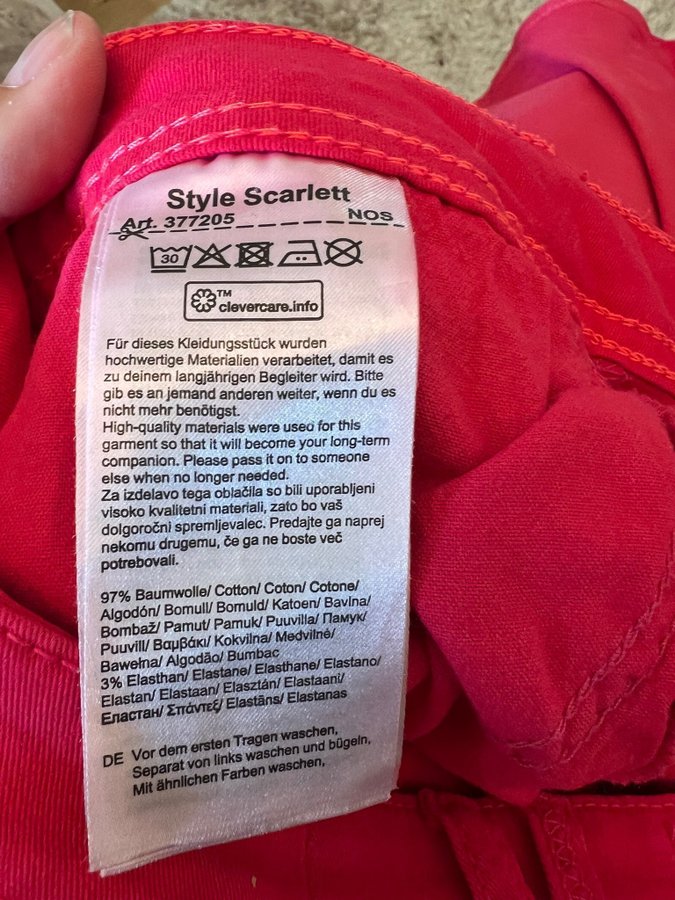 Style Scarlett
Art. 377205 NOS
30
TM
clevercare.info
Für dieses Kleidungsstück wurden
hochwertige Materialien verarbeitet, damit es
zu deinem langjährigen Begleiter wird. Bitte
gib es an jemand anderen weiter, wenn du es
nicht mehr benötigst.
High-quality materials were used for this
garment so that it will become your long-term
companion. Please pass it on to someone
else when no longer needed.
Za izdelavo tega oblačila so bili uporabljeni
visoko kvalitetni materiali, zato bo vaš
dolgoročni spremljevalec. Predajte ga naprej
nekomu drugemu, če ga ne boste več
potrebovali.
97% Baumwolle/ Cotton/ Coton/ Cotone/
Algodón/ Bomull/ Bomuld/ Katoen/ Bavlna/
Bombaž/ Pamut/ Pamuk/ Puuvilla/ Памук/
Puuvill/ Βαμβάκι/ Kokvilna/ Medvilnė/
Bawełna/ Algodão/ Bumbac
3% Elasthan/ Elastane/ Elasthane/ Elastano/
Elastan/ Elastaan/ Elasztán/ Elastaani/
Еластан/ Σπάντεξ/ Elastāns/ Elastanas
DE Vor dem ersten Tragen waschen,
Separat von links waschen und bügeln,
Mit ähnlichen Farben waschen,